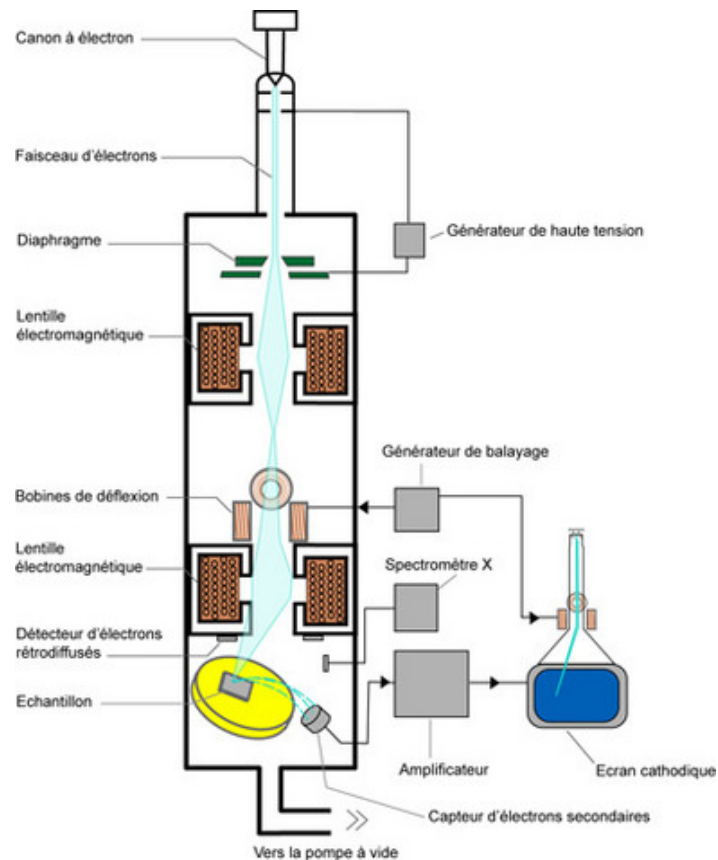 Canon à électron
Faisceau d'électrons
Diaphragme
Générateur de haute tension
Lentille
électromagnétique
Générateur de balayage
Bobines de déflexion
Lentille
électromagnétique
Spectromètre X
Détecteur d'électrons
rétrodiffusés
Echantillon
Amplificateur
Ecran cathodique
Capteur d'électrons secondaires
Vers la pompe à vide